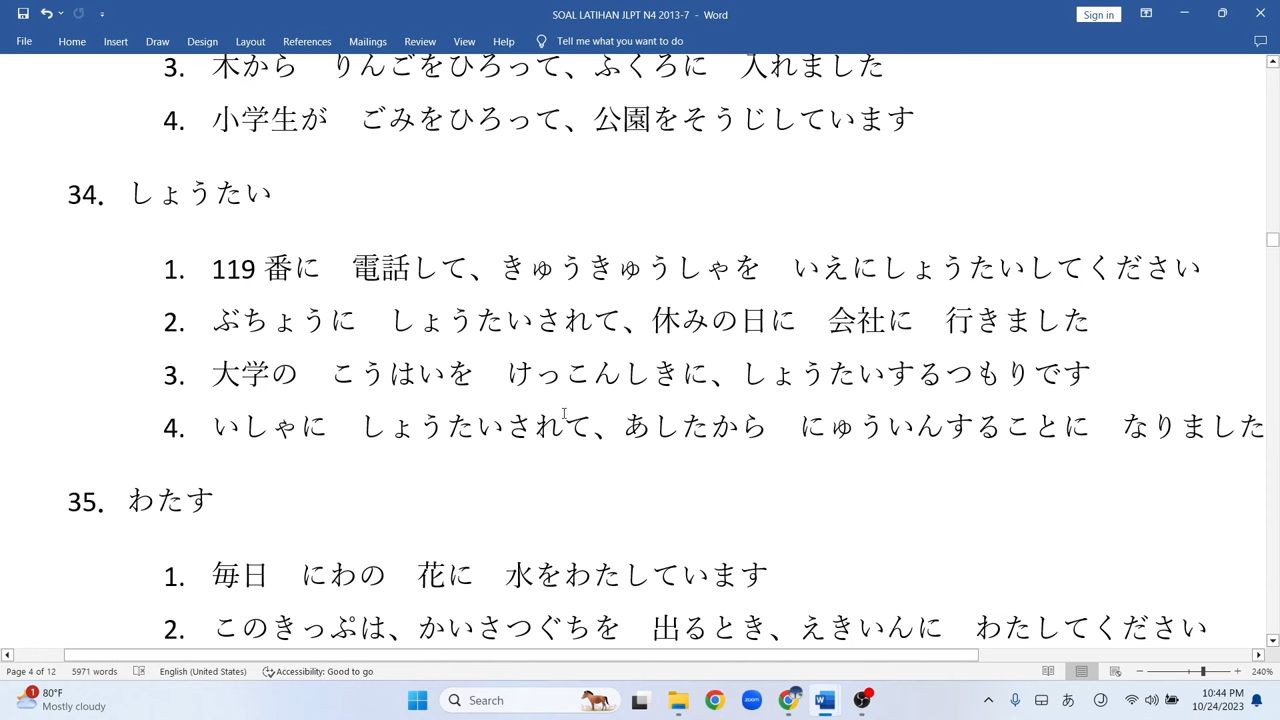 SOAL LATIHAN JLPT N4 2013-7 - Word
Sign in
File Home Insert Draw Design Layout References Mailings Review View Help Tell me what you want to do
3. 木から　りんごをひろって、ふくろに　入れました
4. 小学生が　ごみをひろって、公園をそうじしています
34. しょうたい
1. 119 番に　電話して、きゅうきゅうしゃを　いえにしょうたいしてください
2. ぶちょうに　しょうたいされて、休みの日に　会社に　行きました
3. 大学の　こうはいを　けっこんしきに、しょうたいするつもりです
4. いしゃに　しょうたいされて、あしたから　にゅういんすることに　なりました
35. わたす
1. 毎日　にわの　花に　水をわたしています
2. このきっぷは、かいさつぐちを　出るとき、えきいんに　わたしてください
Page 4 of 12 5971 words English (United States) Accessibility: Good to go 240%
1 80°F
Mostly cloudy
Search
zoom
あ
10:44 PM
10/24/2023